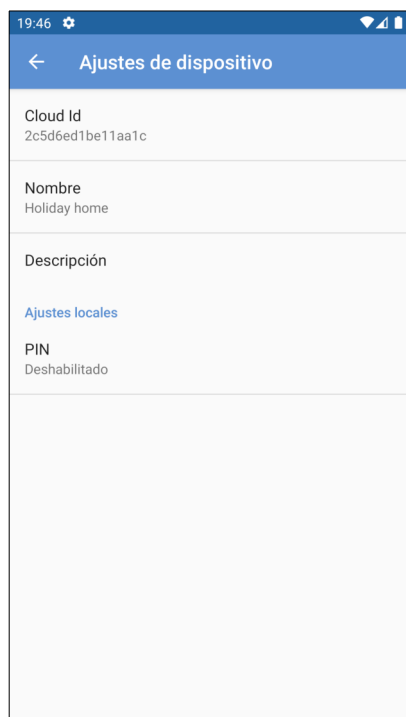 19:46
Ajustes de dispositivo
Cloud Id
2c5d6ed1be11aa1c
Nombre
Holiday home
Descripción
Ajustes locales
PIN
Deshabilitado